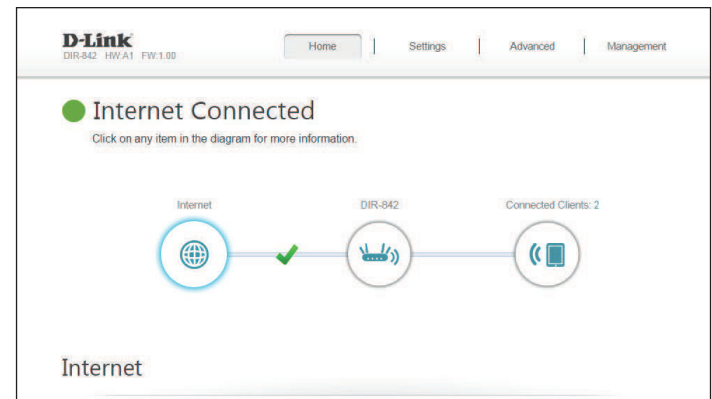 D-Link
DIR-842 HW:A1 FW:1.00
Home | Settings | Advanced | Management
Internet Connected
Click on any item in the diagram for more information.
Internet DIR-842 Connected Clients: 2
Internet